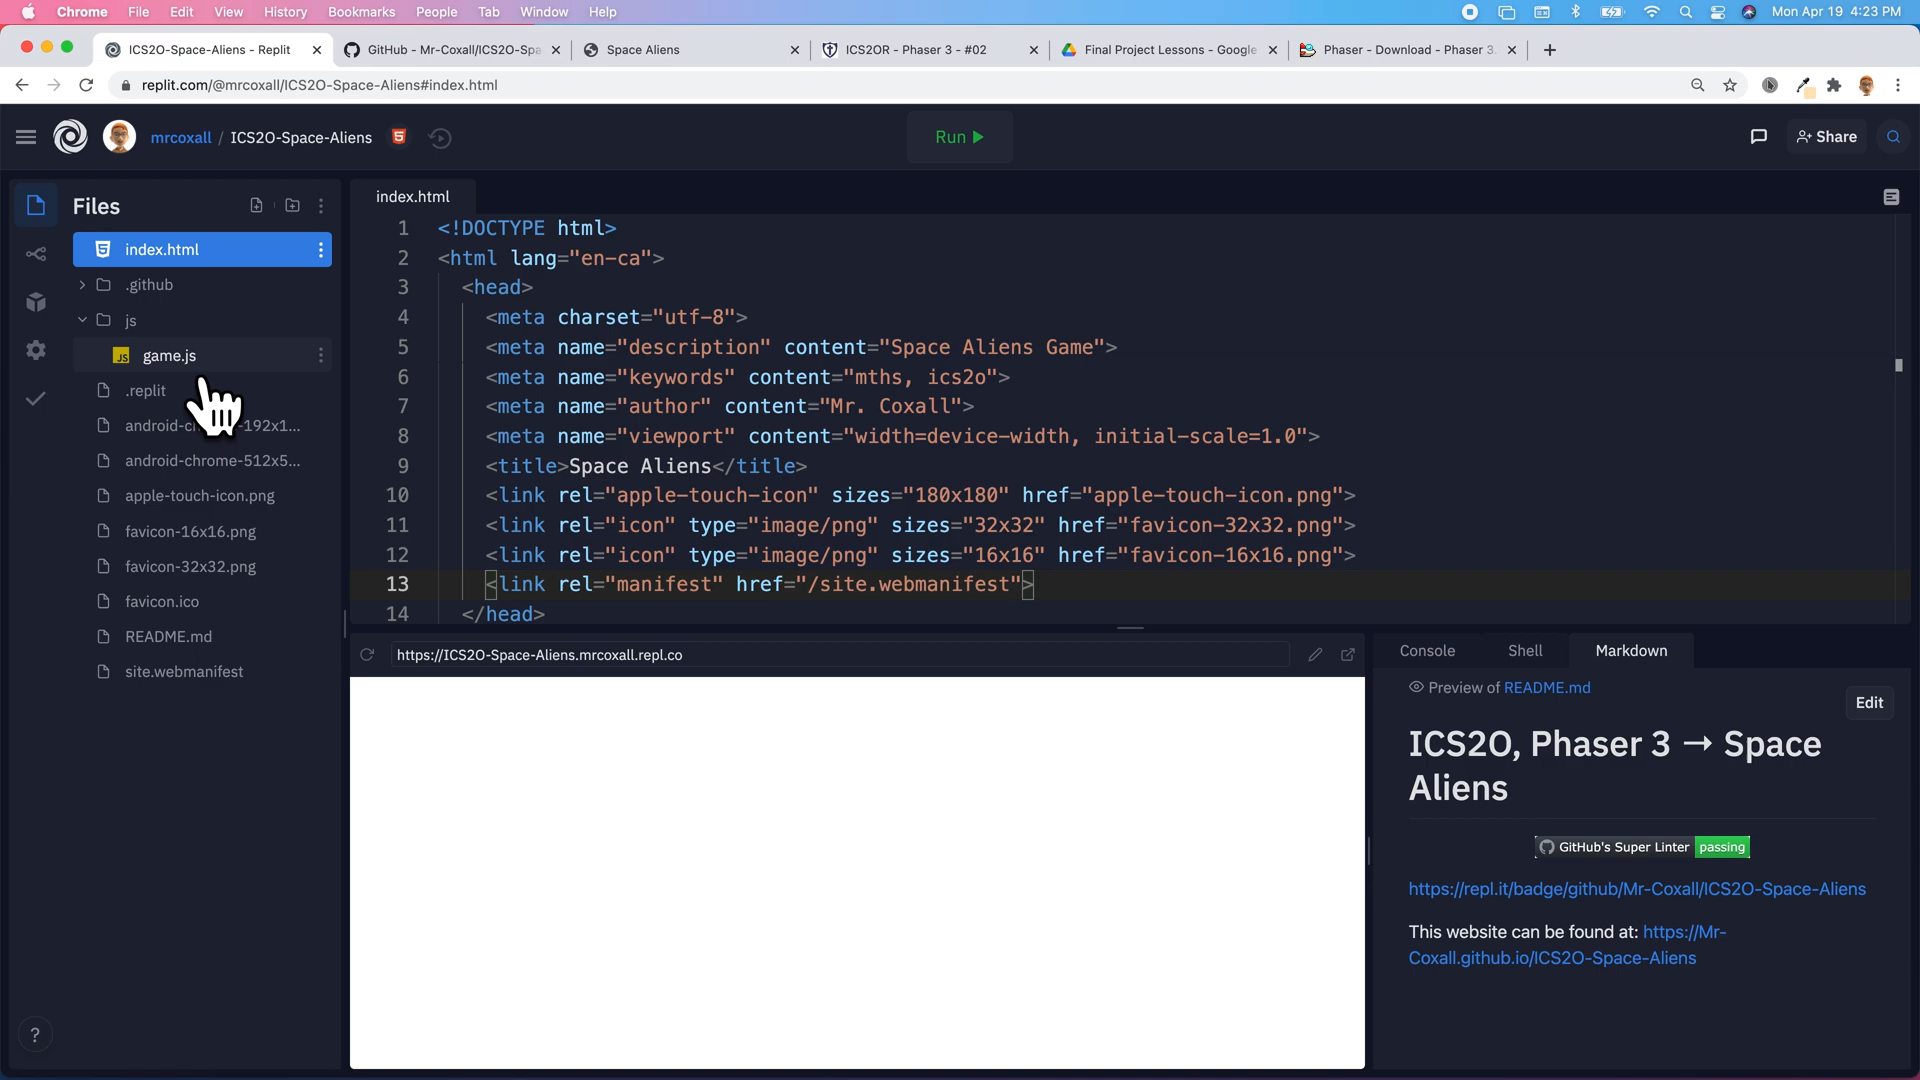 Chrome File Edit View History Bookmarks People Tab Window Help Mon Apr 19 4:23 PM
ICS2O-Space-Aliens - Replit GitHub - Mr-Coxall/ICS2O-Spa Space Aliens ICS2OR - Phaser 3 - #02 Final Project Lessons - Google Phaser - Download - Phaser 3
replit.com/@mrcoxall/ICS2O-Space-Aliens#index.html
mrcoxall / ICS2O-Space-Aliens Run Share
Files
index.html
.github
js
JS game.js
.replit
192x1...
android-chrome-512x5...
apple-touch-icon.png
favicon-16x16.png
favicon-32x32.png
favicon.ico
README.md
site.webmanifest
?
index.html
1 <!DOCTYPE html>
2 <html lang="en-ca">
3 <head>
4 <meta charset="utf-8">
5 <meta name="description" content="Space Aliens Game">
6 <meta name="keywords" content="mths, ics2o">
7 <meta name="author" content="Mr. Coxall">
8 <meta name="viewport" content="width=device-width, initial-scale=1.0">
9 <title>Space Aliens</title>
10 <link rel="apple-touch-icon" sizes="180x180" href="apple-touch-icon.png">
11 <link rel="icon" type="image/png" sizes="32x32" href="favicon-32x32.png">
12 <link rel="icon" type="image/png" sizes="16x16" href="favicon-16x16.png">
13 <link rel="manifest" href="/site.webmanifest">
14 </head>
https://ICS2O-Space-Aliens.mrcoxall.repl.co
Console Shell Markdown
Preview of README.md
Edit
ICS2O, Phaser 3 → Space
Aliens
GitHub's Super Linter passing
https://repl.it/badge/github/Mr-Coxall/ICS2O-Space-Aliens
This website can be found at: https://Mr-
Coxall.github.io/ICS2O-Space-Aliens